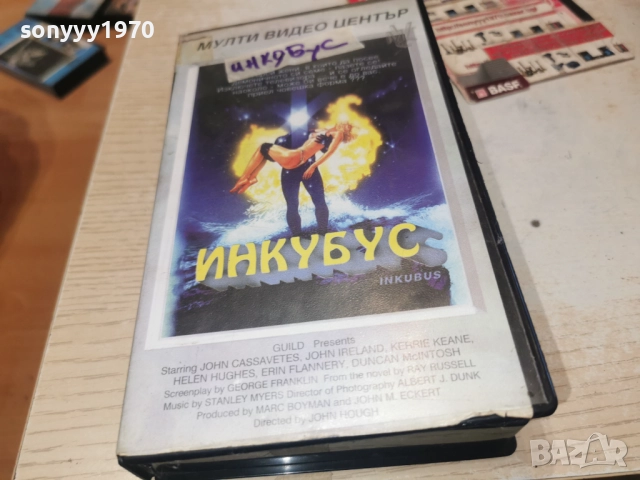 sonyyy1970
МУЛТИ ВИДЕО ЦЕНТЪР
инкубус
ИНКУБУС
INKUBUS
GUILD Presents
Starring JOHN CASSAVETES, JOHN IRELAND, KERRIE KEANE,
HELEN HUGHES, ERIN FLANNERY, DUNCAN McINTOSH
Screenplay by GEORGE FRANKLIN From the novel by RAY RUSSELL
Music by STANLEY MYERS Director of Photography ALBERT J. DUNK
Produced by MARC BOYMAN and JOHN M. ECKERT
Directed by JOHN HOUGH
BASF
BAZAR